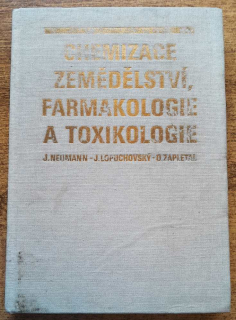 CHEMIZACE
ZEMĚDĚLSTVÍ,
FARMAKOLOGIE
A TOXIKOLOGIE
J. NEUMANN - J. LOPUCHOVSKÝ - O. ZAPLETAL